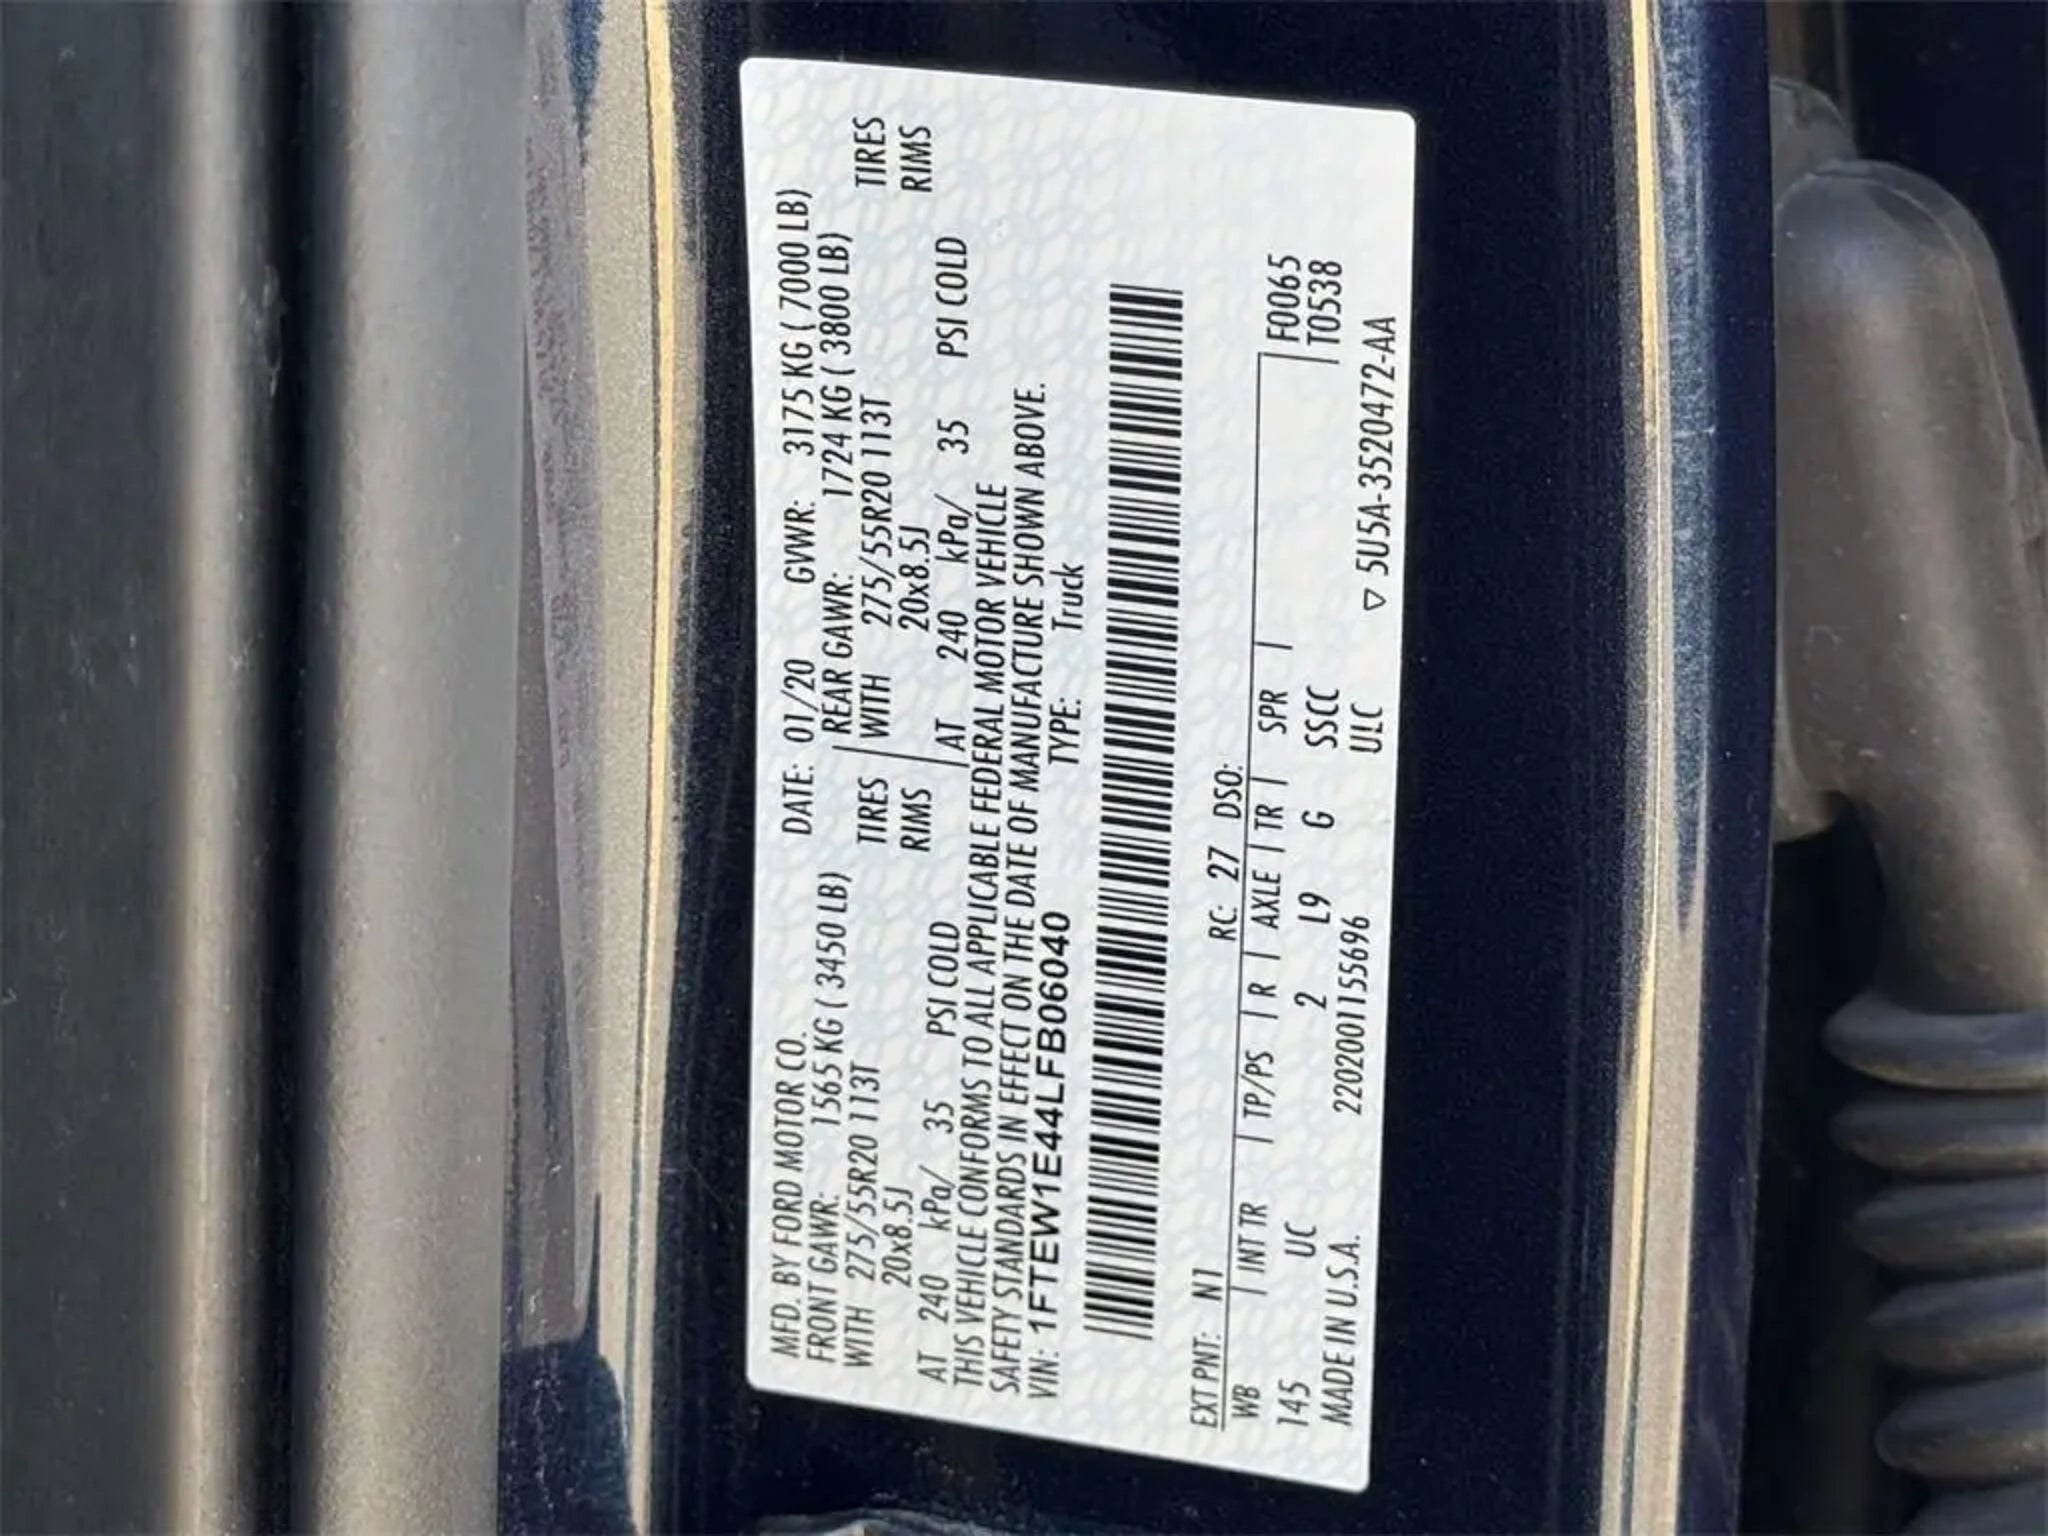 MFD. BY FORD MOTOR CO. DATE: 01/20 GVWR: 3175 KG ( 7000 LB)
FRONT GAWR: 1565 KG ( 3450 LB) REAR GAWR: 1724 KG ( 3800 LB)
WITH 275/55R20 113T TIRES WITH 275/55R20 113T TIRES
20x8.5J RIMS 20x8.5J RIMS
AT 240 kPa/ 35 PSI COLD AT 240 kPa/ 35 PSI COLD
THIS VEHICLE CONFORMS TO ALL APPLICABLE FEDERAL MOTOR VEHICLE
SAFETY STANDARDS IN EFFECT ON THE DATE OF MANUFACTURE SHOWN ABOVE.
VIN: 1FTEW1E44LFB06040 TYPE: Truck
EXT PNT: N1 RC: 27 DSO:
WB INT TR TP/PS R AXLE TR SPR F0065
145 UC 2 L9 G SSCC T0538
MADE IN U.S.A. 2202001155696 ULC
▽ 5U5A-3520472-AA